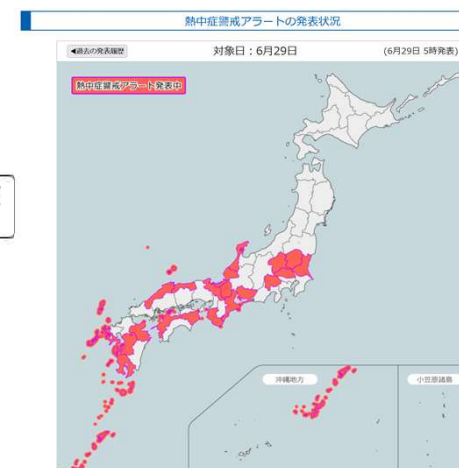 熱中症警戒アラートの発表状況
◀過去の発表履歴
対象日：6月29日
(6月29日 5時発表)
熱中症警戒アラート発表中
沖縄地方
小笠原諸島